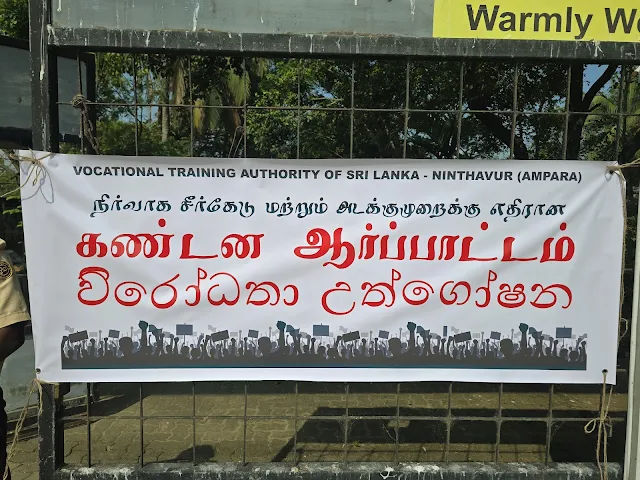 Warmly We
VOCATIONAL TRAINING AUTHORITY OF SRI LANKA - NINTHAVUR (AMPARA)
நிர்வாக சீர்கேடு மற்றும் அடக்குமுறைக்கு எதிரான
கண்டன ஆர்ப்பாட்டம்
විරෝධතා උත්ගෝෂන